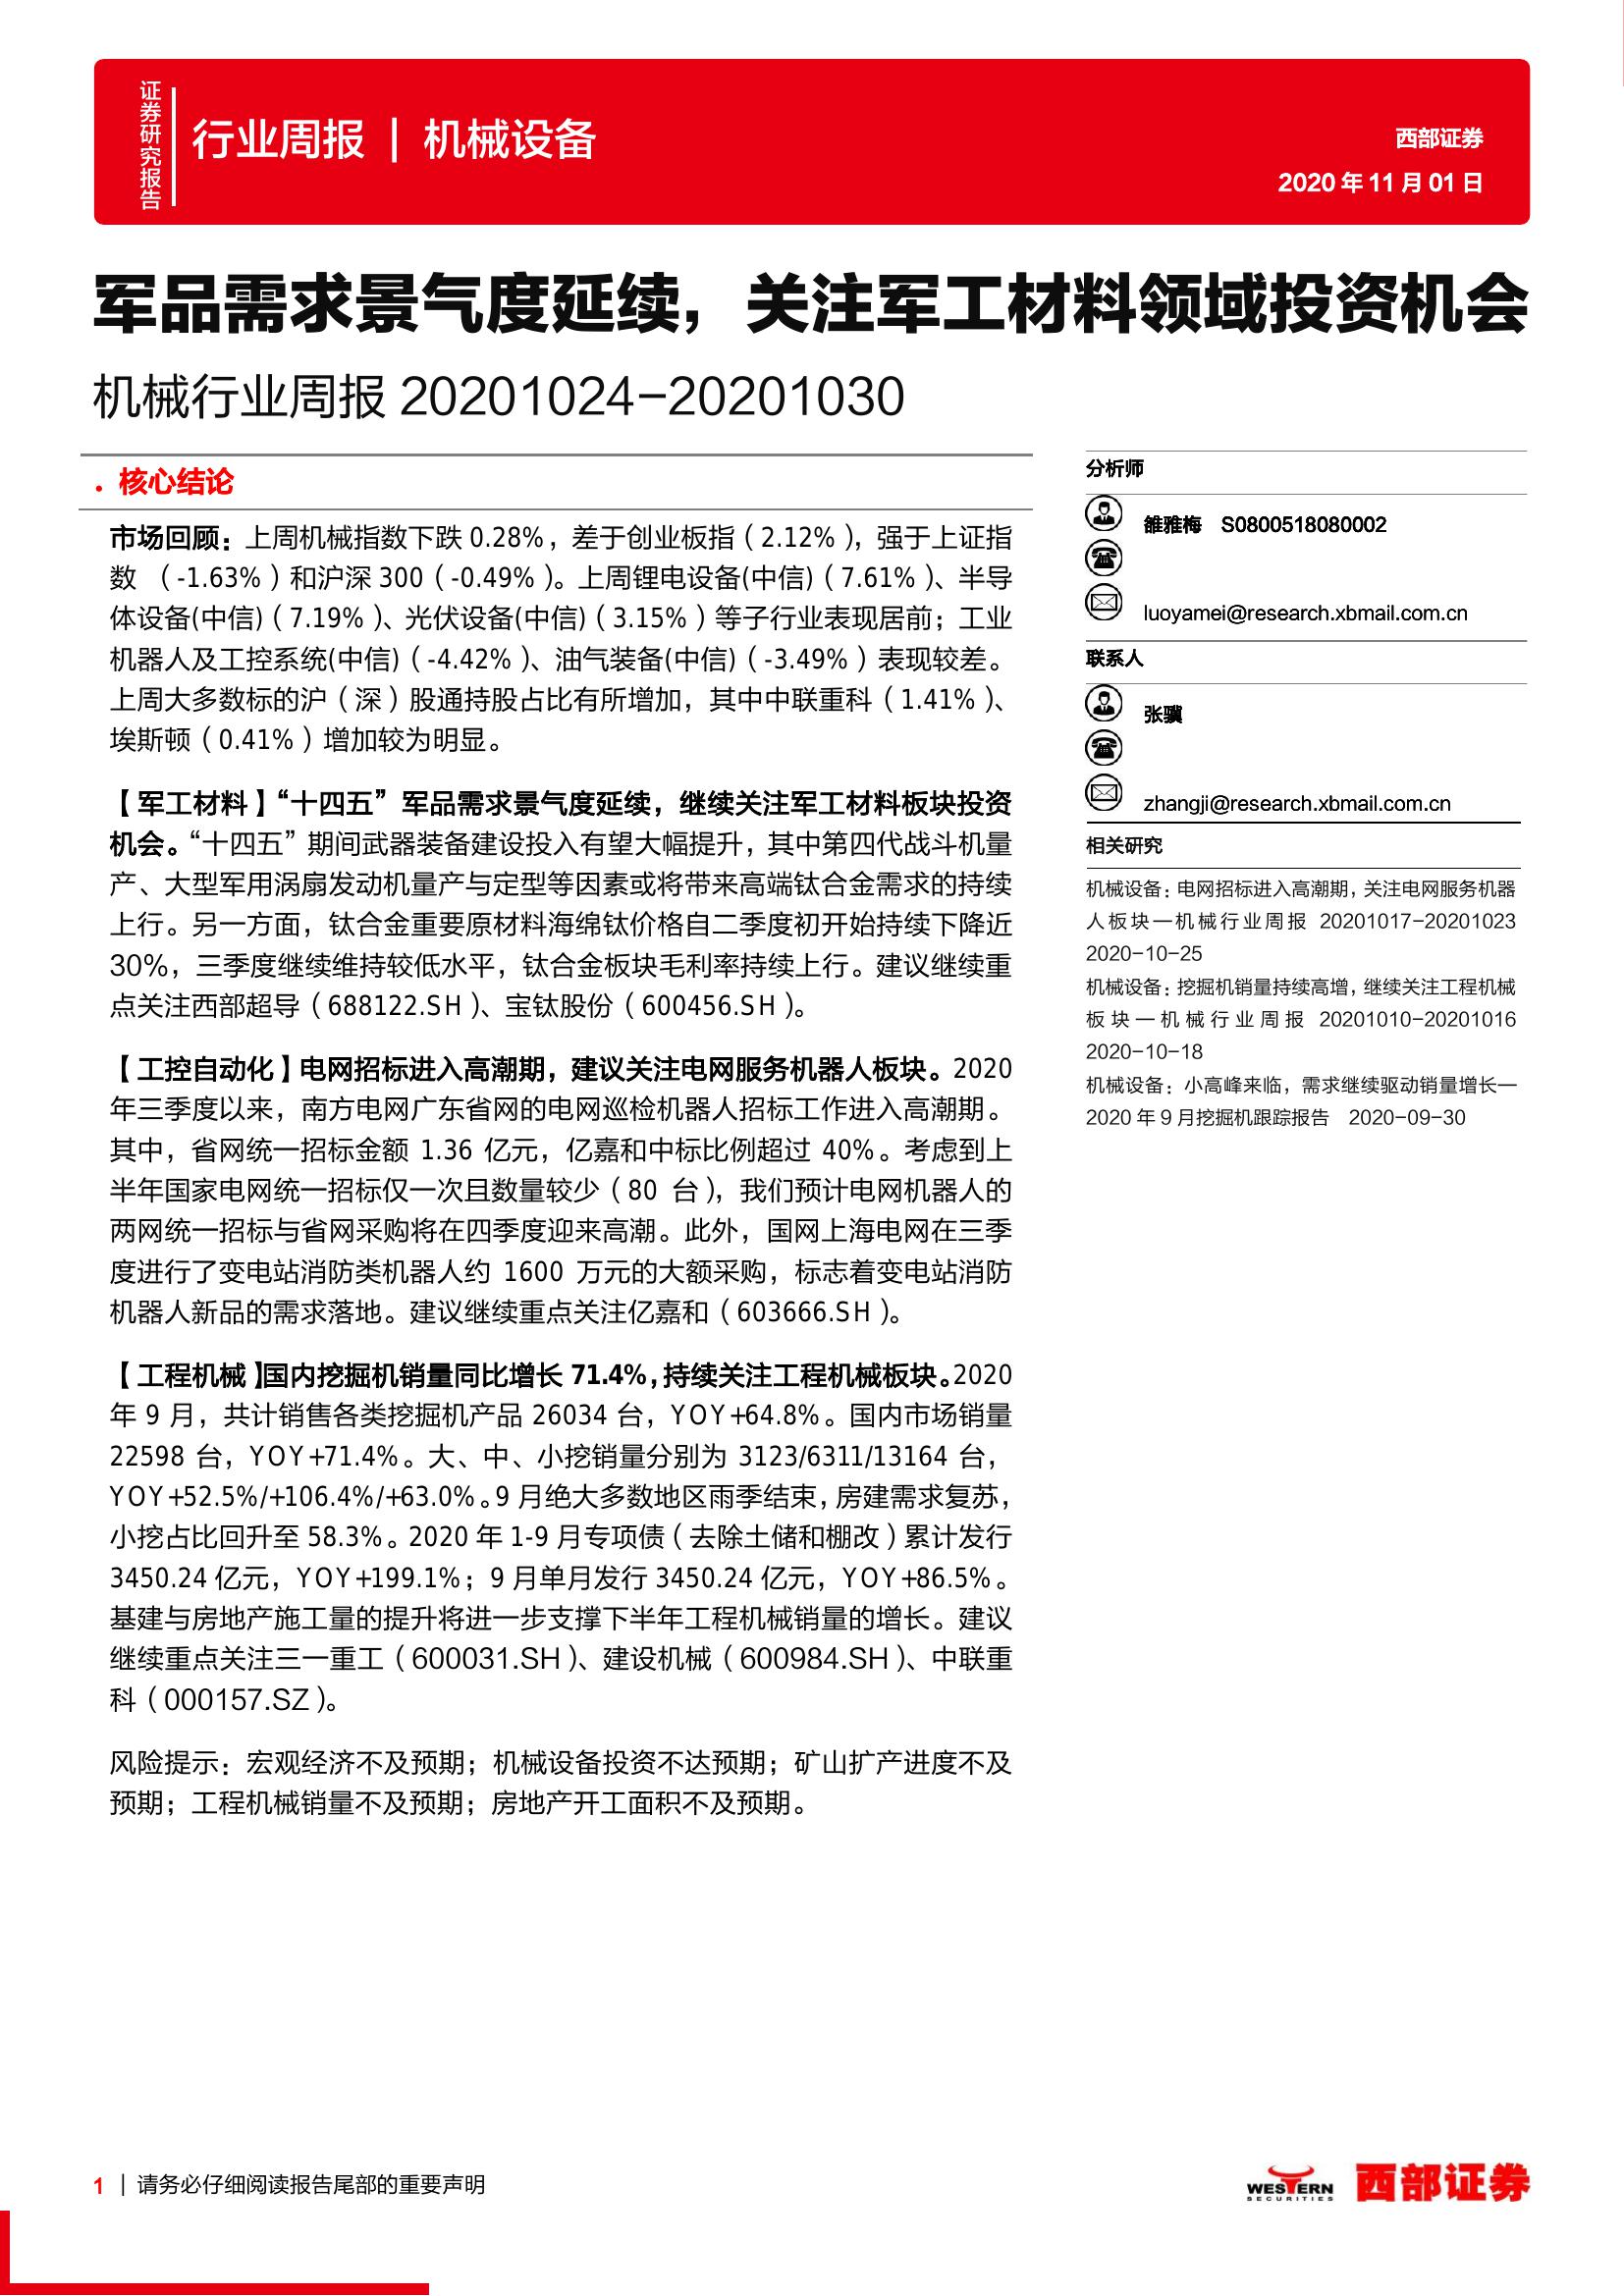 证券研究报告
行业周报 | 机械设备
西部证券
2020 年 11 月 01 日
军品需求景气度延续，关注军工材料领域投资机会
机械行业周报 20201024-20201030
. 核心结论
市场回顾：上周机械指数下跌 0.28%，差于创业板指（2.12%），强于上证指
数 （-1.63%）和沪深 300（-0.49%）。上周锂电设备(中信)（7.61%）、半导
体设备(中信)（7.19%）、光伏设备(中信)（3.15%）等子行业表现居前；工业
机器人及工控系统(中信)（-4.42%）、油气装备(中信)（-3.49%）表现较差。
上周大多数标的沪（深）股通持股占比有所增加，其中中联重科（1.41%）、
埃斯顿（0.41%）增加较为明显。
【军工材料】“十四五”军品需求景气度延续，继续关注军工材料板块投资
机会。“十四五”期间武器装备建设投入有望大幅提升，其中第四代战斗机量
产、大型军用涡扇发动机量产与定型等因素或将带来高端钛合金需求的持续
上行。另一方面，钛合金重要原材料海绵钛价格自二季度初开始持续下降近
30%，三季度继续维持较低水平，钛合金板块毛利率持续上行。建议继续重
点关注西部超导（688122.SH）、宝钛股份（600456.SH）。
【工控自动化】电网招标进入高潮期，建议关注电网服务机器人板块。2020
年三季度以来，南方电网广东省网的电网巡检机器人招标工作进入高潮期。
其中，省网统一招标金额 1.36 亿元，亿嘉和中标比例超过 40%。考虑到上
半年国家电网统一招标仅一次且数量较少（80 台），我们预计电网机器人的
两网统一招标与省网采购将在四季度迎来高潮。此外，国网上海电网在三季
度进行了变电站消防类机器人约 1600 万元的大额采购，标志着变电站消防
机器人新品的需求落地。建议继续重点关注亿嘉和（603666.SH）。
【工程机械】国内挖掘机销量同比增长 71.4%，持续关注工程机械板块。2020
年 9 月，共计销售各类挖掘机产品 26034 台，YOY+64.8%。国内市场销量
22598 台，YOY+71.4%。大、中、小挖销量分别为 3123/6311/13164 台，
YOY+52.5%/+106.4%/+63.0%。9 月绝大多数地区雨季结束，房建需求复苏，
小挖占比回升至 58.3%。2020 年 1-9 月专项债（去除土储和棚改）累计发行
3450.24 亿元，YOY+199.1%；9 月单月发行 3450.24 亿元，YOY+86.5%。
基建与房地产施工量的提升将进一步支撑下半年工程机械销量的增长。建议
继续重点关注三一重工（600031.SH）、建设机械（600984.SH）、中联重
科（000157.SZ）。
风险提示：宏观经济不及预期；机械设备投资不达预期；矿山扩产进度不及
预期；工程机械销量不及预期；房地产开工面积不及预期。
分析师
雒雅梅 S0800518080002
luoyamei@research.xbmail.com.cn
联系人
张骥
zhangji@research.xbmail.com.cn
相关研究
机械设备：电网招标进入高潮期，关注电网服务机器
人板块—机械行业周报 20201017-20201023
2020-10-25
机械设备：挖掘机销量持续高增，继续关注工程机械
板块—机械行业周报 20201010-20201016
2020-10-18
机械设备：小高峰来临，需求继续驱动销量增长—
2020 年 9 月挖掘机跟踪报告 2020-09-30
1 | 请务必仔细阅读报告尾部的重要声明
WESTERN
SECURITIES
西部证券